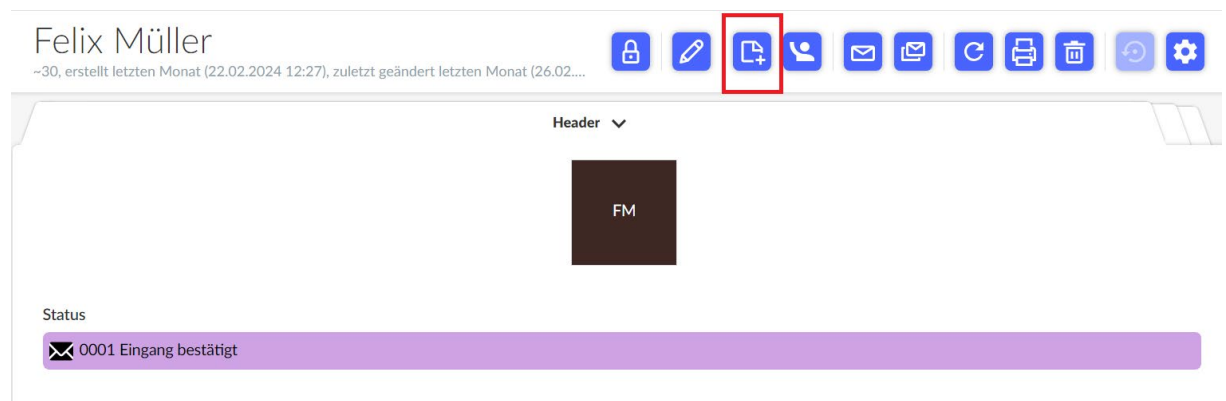 Felix Müller
~30, erstellt letzten Monat (22.02.2024 12:27), zuletzt geändert letzten Monat (26.02....
Header
FM
Status
0001 Eingang bestätigt